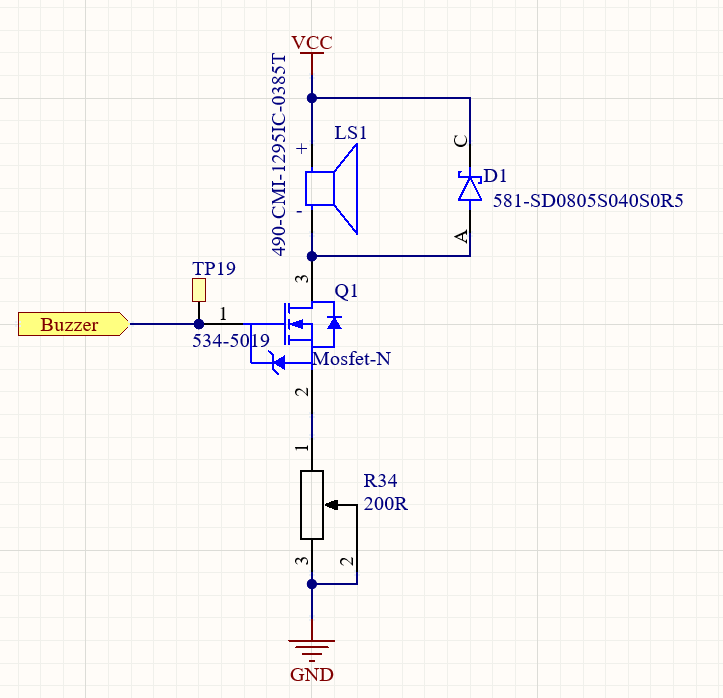 VCC
490-CMI-1295IC-0385T
LS1
+
-
C
D1
581-SD0805S040S0R5
A
TP19
3
Q1
Buzzer
1
534-5019
Mosfet-N
2
1
R34
200R
3
2
GND